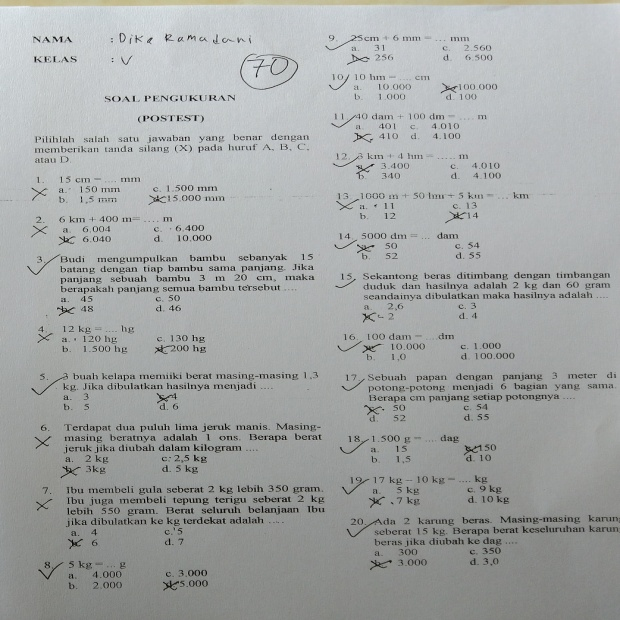 NAMA : Dika Ramadani
KELAS : V
70
SOAL PENGUKURAN
(POSTEST)
Pilihlah salah satu jawaban yang benar dengan
memberikan tanda silang (X) pada huruf A, B, C,
atau D
1. 15 cm = .... mm
a. 150 mm c. 1.500 mm
b. 1,5 mm d. 15.000 mm
2. 6 km + 400 m= .... m
a. 6.004 c. 6.400
b. 6.040 d. 10.000
3. Budi mengumpulkan bambu sebanyak 15
batang dengan tiap bambu sama panjang. Jika
panjang sebuah bambu 3 m 20 cm, maka
berapakah panjang semua bambu tersebut ....
a. 45 c. 50
b. 48 d. 46
4. 12 kg = .... hg
a. 120 hg c. 130 hg
b. 1.500 hg d. 200 hg
5. 3 buah kelapa memiiki berat masing-masing 1,3
kg. Jika dibulatkan hasilnya menjadi ....
a. 3 c. 4
b. 5 d. 6
6. Terdapat dua puluh lima jeruk manis. Masing-
masing beratnya adalah 1 ons. Berapa berat
jeruk jika diubah dalam kilogram ....
a. 2 kg c. 2,5 kg
b. 3kg d. 5 kg
7. Ibu membeli gula seberat 2 kg lebih 350 gram.
Ibu juga membeli tepung terigu seberat 2 kg
lebih 550 gram. Berat seluruh belanjaan Ibu
jika dibulatkan ke kg terdekat adalah ....
a. 4 c. 5
b. 6 d. 7
8. 5 kg = ... g
a. 4.000 c. 3.000
b. 2.000 d. 5.000
9. 25cm + 6 mm = ... mm
a. 31 c. 2.560
b. 256 d. 6.500
10. 10 hm = .... cm
a. 10.000 c. 100.000
b. 1.000 d. 100
11. 40 dam + 100 dm = .... m
a. 401 c. 4.010
b. 410 d. 4.100
12. 3 km + 4 hm = ..... m
a. 3.400 c. 4.010
b. 340 d. 4.100
13. 1000 m + 50 hm + 5 km = ... km
a. 11 c. 13
b. 12 d. 14
14. 5000 dm = ... dam
a. 50 c. 54
b. 52 d. 55
15. Sekantong beras ditimbang dengan timbangan
duduk dan hasilnya adalah 2 kg dan 60 gram
seandainya dibulatkan maka hasilnya adalah ....
a. 2,6 c. 3
b. 2 d. 4
16. 100 dam = ...dm
a. 10.000 c. 1.000
b. 1,0 d. 100.000
17. Sebuah papan dengan panjang 3 meter di
potong-potong menjadi 6 bagian yang sama.
Berapa cm panjang setiap potongnya ....
50 c. 54
d. 52 d. 55
18. 1.500 g = .... dag
a. 15 c. 150
b. 1,5 d. 10
19. 17 kg – 10 kg = .... kg
a. 5 kg c. 9 kg
b. 7 kg d. 10 kg
20. Ada 2 karung beras. Masing-masing karung
seberat 15 kg. Berapa berat keseluruhan karun
beras jika diubah ke dag ....
a. 300 c. 350
b. 3.000 d. 3,0